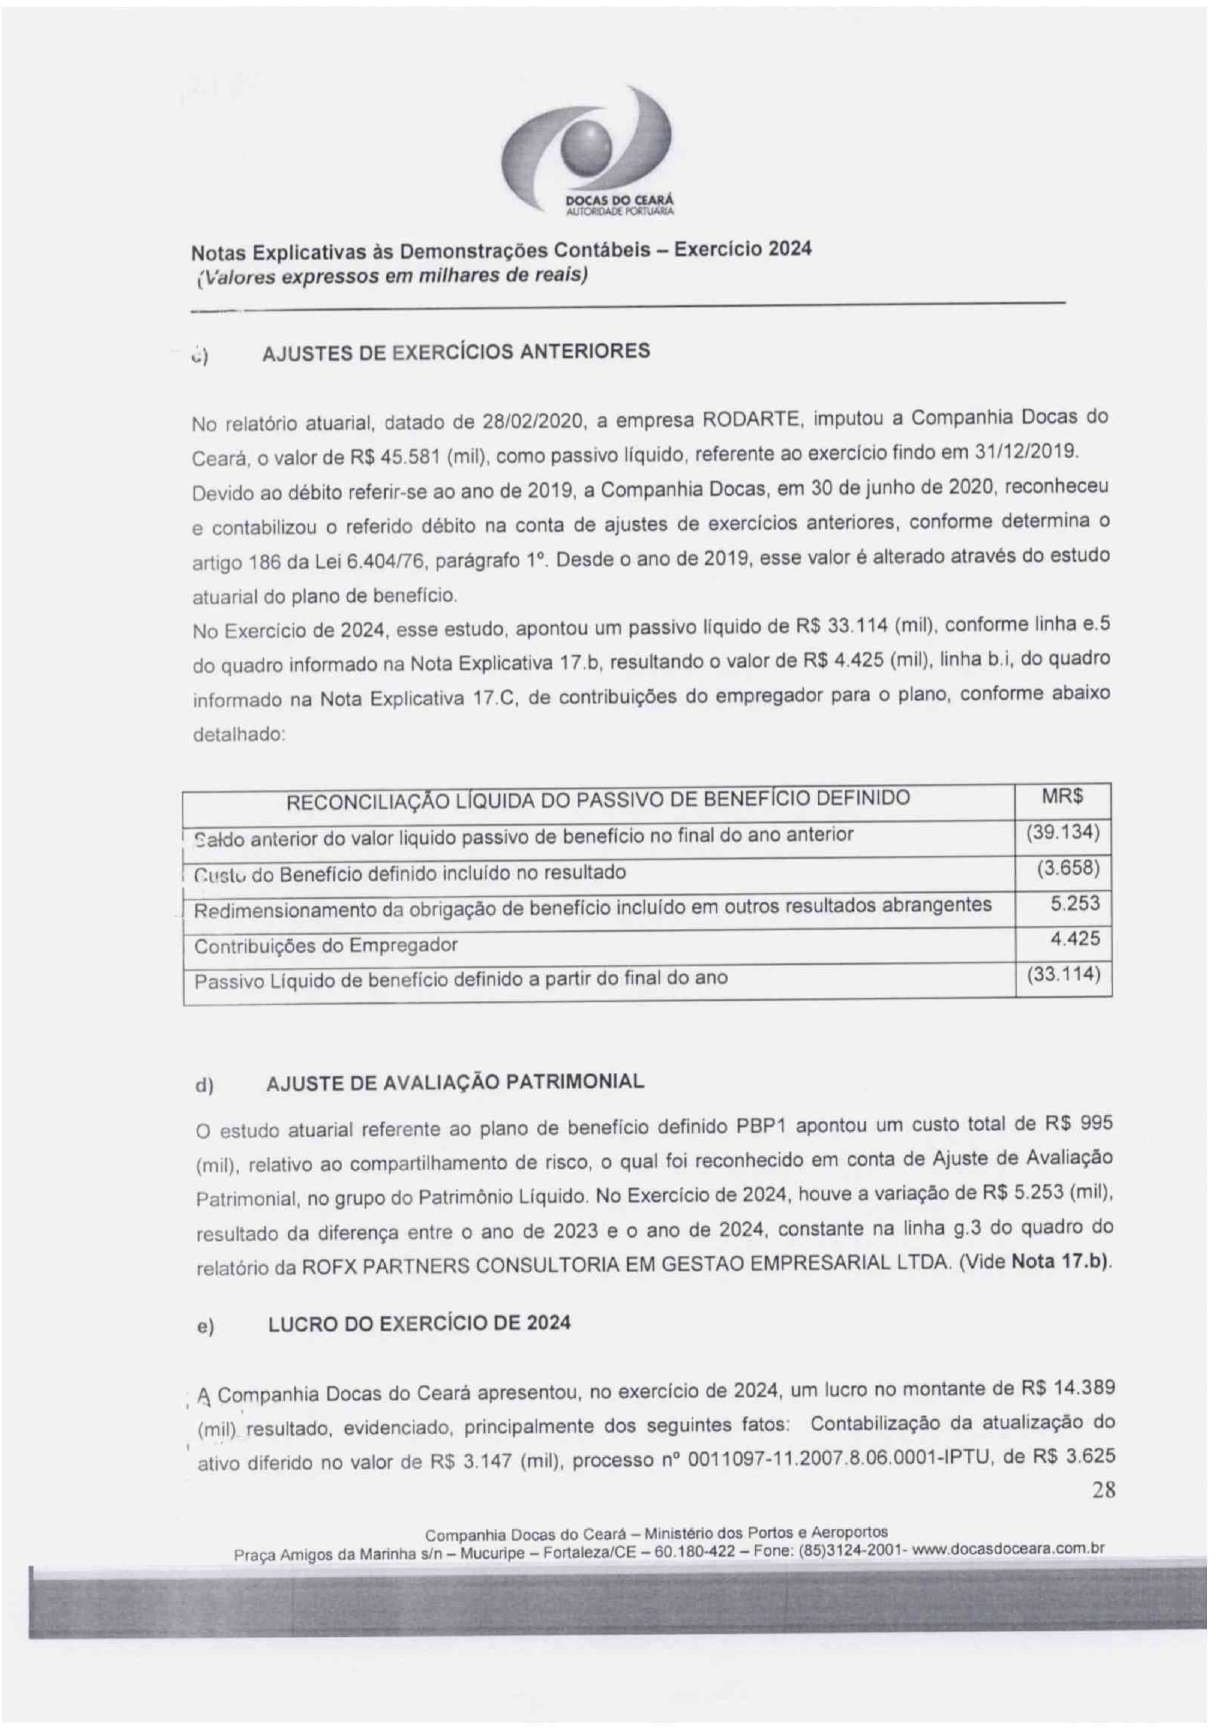 DOCAS DO CEARÁ
AUTORIDADE PORTUÁRIA
Notas Explicativas às Demonstrações Contábeis – Exercício 2024
(Valores expressos em milhares de reais)
c) AJUSTES DE EXERCÍCIOS ANTERIORES
No relatório atuarial, datado de 28/02/2020, a empresa RODARTE, imputou a Companhia Docas do
Ceará, o valor de R$ 45.581 (mil), como passivo líquido, referente ao exercício findo em 31/12/2019.
Devido ao débito referir-se ao ano de 2019, a Companhia Docas, em 30 de junho de 2020, reconheceu
e contabilizou o referido débito na conta de ajustes de exercícios anteriores, conforme determina o
artigo 186 da Lei 6.404/76, parágrafo 1º. Desde o ano de 2019, esse valor é alterado através do estudo
atuarial do plano de benefício.
No Exercício de 2024, esse estudo, apontou um passivo líquido de R$ 33.114 (mil), conforme linha e.5
do quadro informado na Nota Explicativa 17.b, resultando o valor de R$ 4.425 (mil), linha b.i, do quadro
informado na Nota Explicativa 17.C, de contribuições do empregador para o plano, conforme abaixo
detalhado:
RECONCILIAÇÃO LÍQUIDA DO PASSIVO DE BENEFÍCIO DEFINIDO MR$
Saldo anterior do valor liquido passivo de benefício no final do ano anterior (39.134)
Custo do Benefício definido incluído no resultado (3.658)
Redimensionamento da obrigação de benefício incluído em outros resultados abrangentes 5.253
Contribuições do Empregador 4.425
Passivo Líquido de benefício definido a partir do final do ano (33.114)
d) AJUSTE DE AVALIAÇÃO PATRIMONIAL
O estudo atuarial referente ao plano de benefício definido PBP1 apontou um custo total de R$ 995
(mil), relativo ao compartilhamento de risco, o qual foi reconhecido em conta de Ajuste de Avaliação
Patrimonial, no grupo do Patrimônio Líquido. No Exercício de 2024, houve a variação de R$ 5.253 (mil),
resultado da diferença entre o ano de 2023 e o ano de 2024, constante na linha g.3 do quadro do
relatório da ROFX PARTNERS CONSULTORIA EM GESTAO EMPRESARIAL LTDA. (Vide Nota 17.b).
e) LUCRO DO EXERCÍCIO DE 2024
A Companhia Docas do Ceará apresentou, no exercício de 2024, um lucro no montante de R$ 14.389
(mil) resultado, evidenciado, principalmente dos seguintes fatos: Contabilização da atualização do
ativo diferido no valor de R$ 3.147 (mil), processo nº 0011097-11.2007.8.06.0001-IPTU, de R$ 3.625
28
Companhia Docas do Ceará – Ministério dos Portos e Aeroportos
Praça Amigos da Marinha s/n – Mucuripe – Fortaleza/CE – 60.180-422 – Fone: (85)3124-2001- www.docasdoceara.com.br